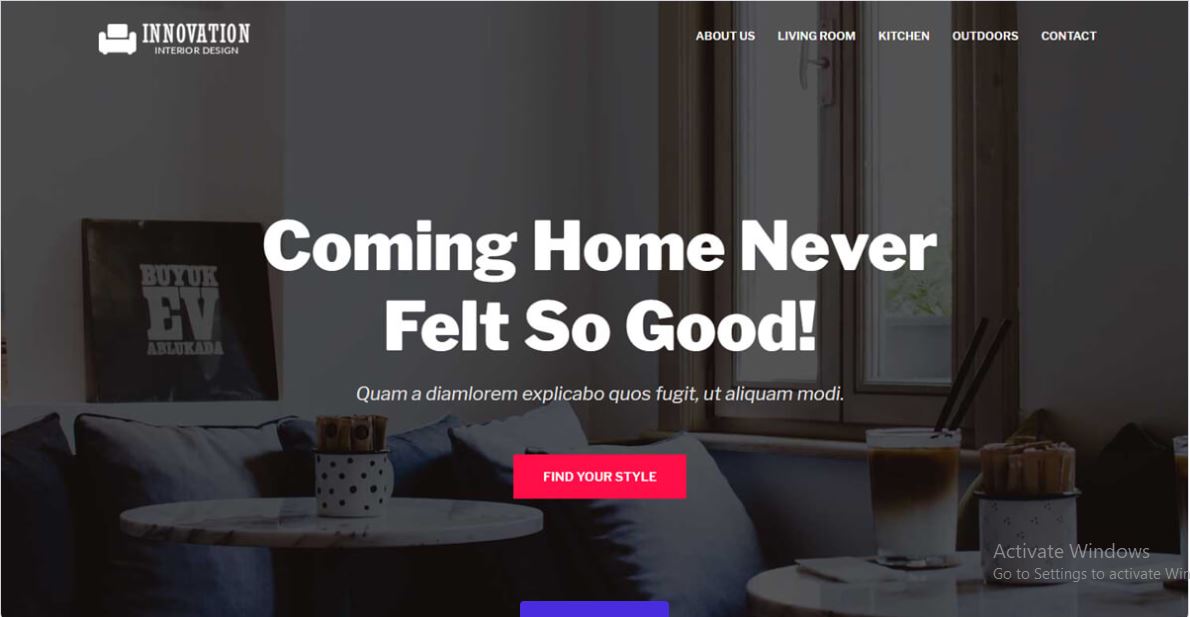 INNOVATION
INTERIOR DESIGN
ABOUT US
LIVING ROOM
KITCHEN
OUTDOORS
CONTACT
BUYUK
EV
ABLUKADA
Coming Home Never
Felt So Good!
Quam a diamlorem explicabo quos fugit, ut aliquam modi.
FIND YOUR STYLE
Activate Windows
Go to Settings to activate Win